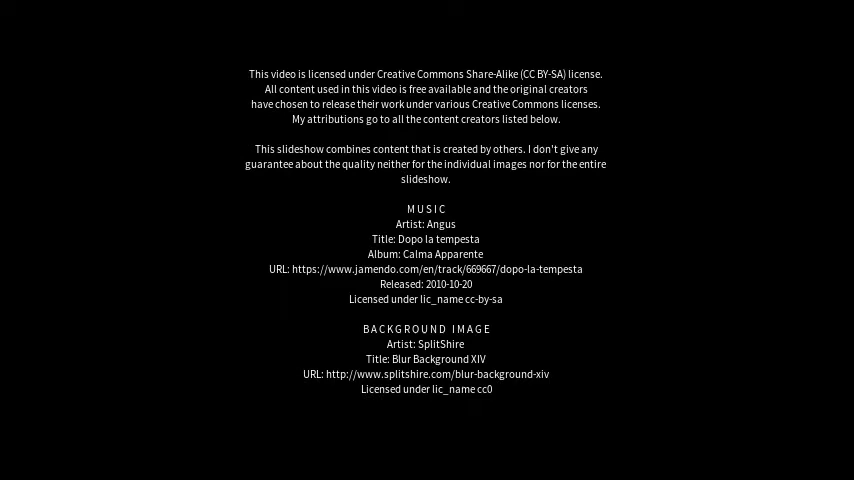 This video is licensed under Creative Commons Share-Alike (CC BY-SA) license.
All content used in this video is free available and the original creators
have chosen to release their work under various Creative Commons licenses.
My attributions go to all the content creators listed below.
This slideshow combines content that is created by others. I don't give any
guarantee about the quality neither for the individual images nor for the entire
slideshow.
MUSIC
Artist: Angus
Title: Dopo la tempesta
Album: Calma Apparente
URL: https://www.jamendo.com/en/track/669667/dopo-la-tempesta
Released: 2010-10-20
Licensed under lic_name cc-by-sa
BACKGROUND IMAGE
Artist: SplitShire
Title: Blur Background XIV
URL: http://www.splitshire.com/blur-background-xiv
Licensed under lic_name cc0